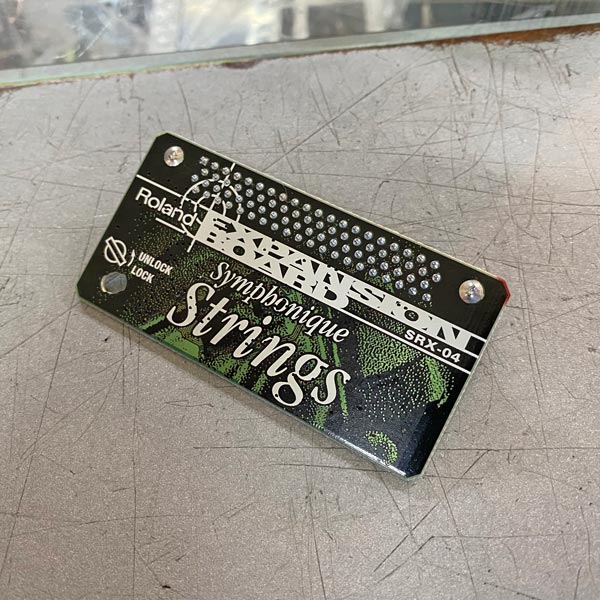 Roland
EXPANSION
BOARD
SRX-04
UNLOCK
LOCK
Symphonique
Strings